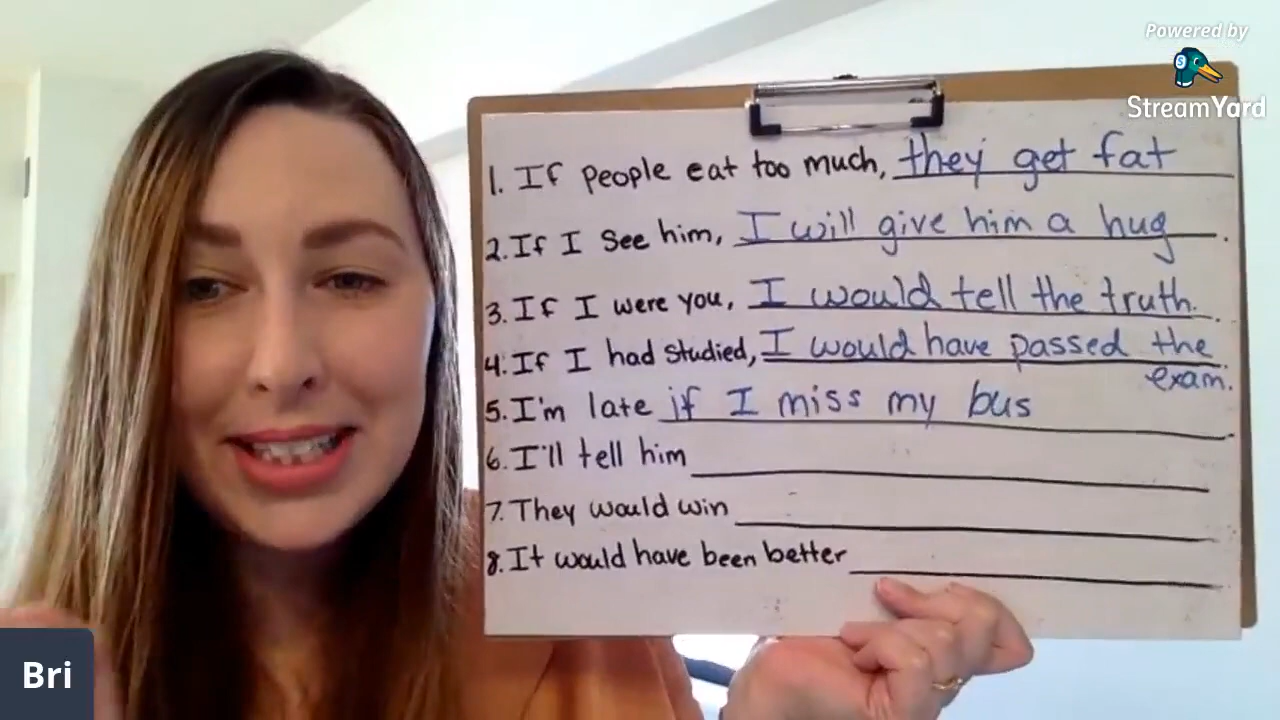 Powered by
StreamYard
1. If people eat too much, they get fat
2. If I see him, I will give him a hug.
3. If I were you, I would tell the truth.
4. If I had studied, I would have passed the
exam.
5. I'm late if I miss my bus.
6. I'll tell him
7. They would win
8. It would have been better
Bri